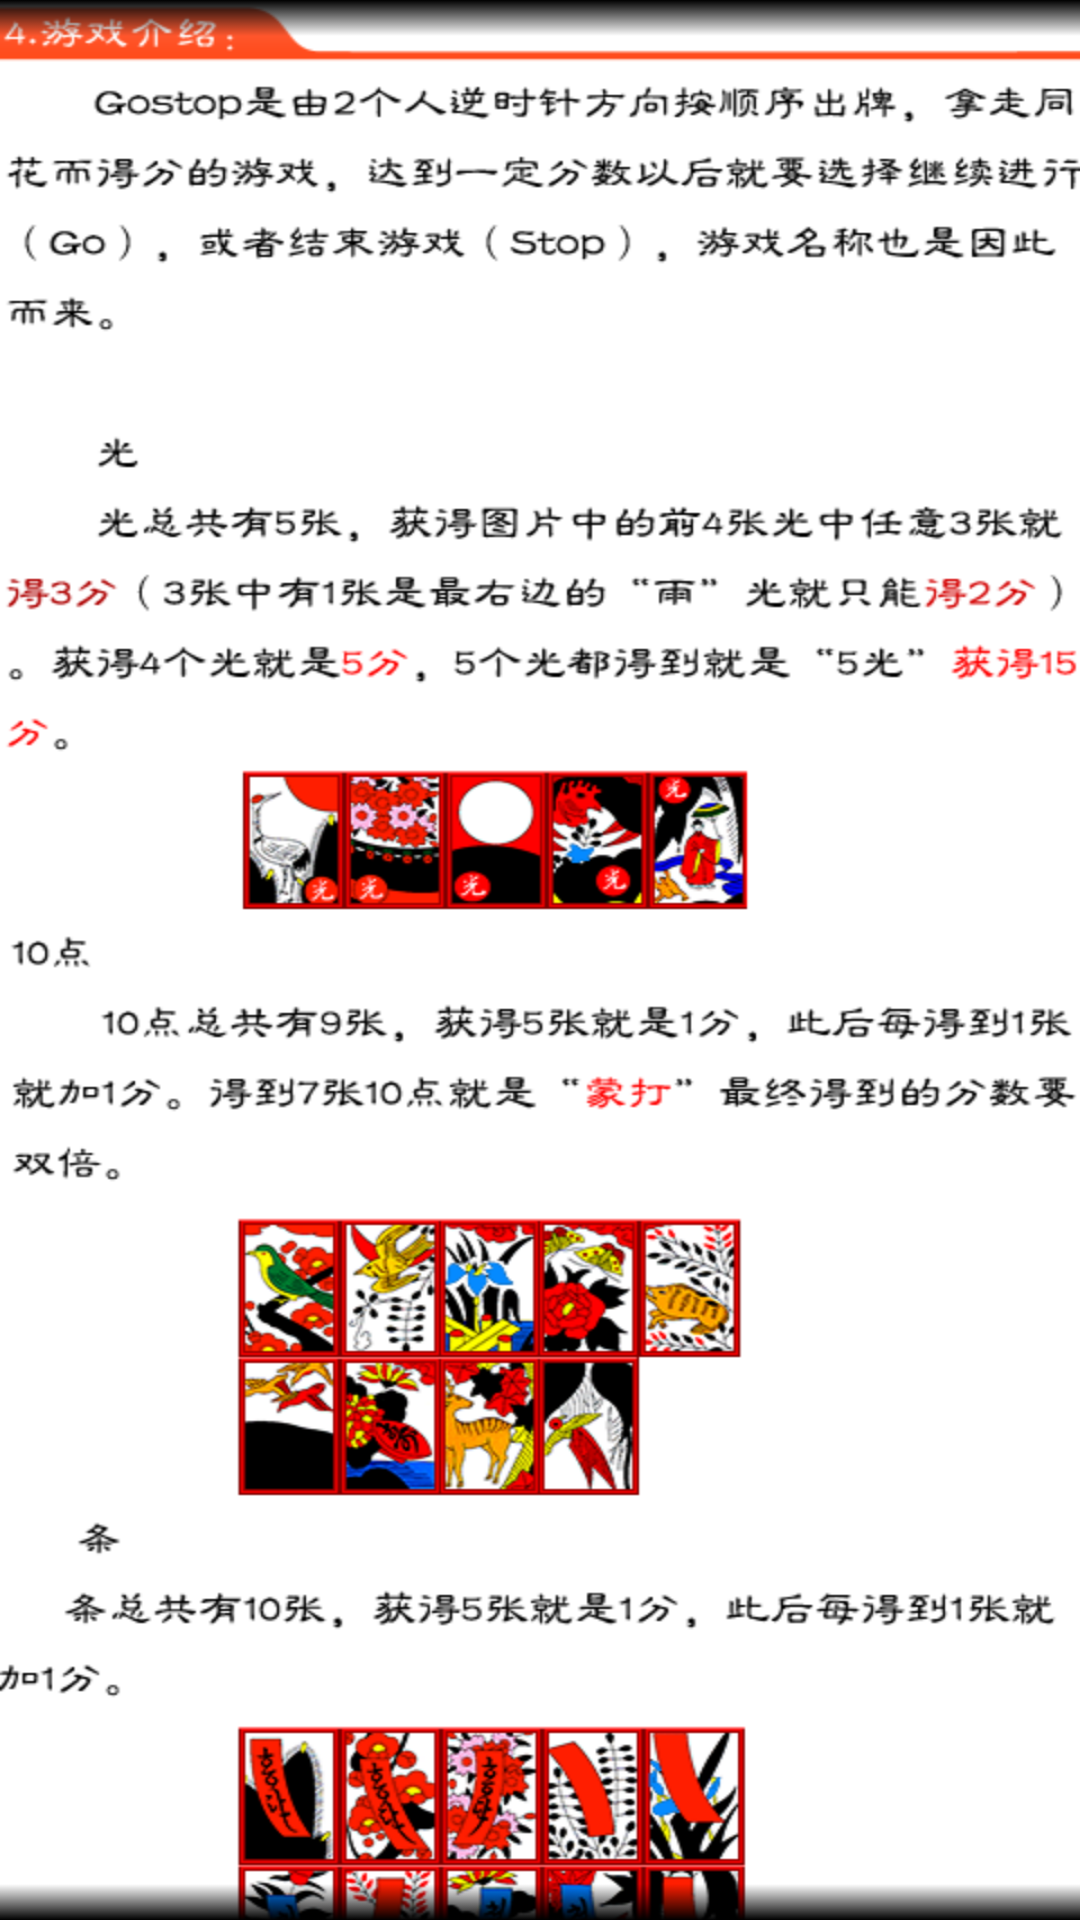 4.游戏介绍：
Gostop是由2个人逆时针方向按顺序出牌，拿走同
花而得分的游戏，达到一定分数以后就要选择继续进行
（Go），或者结束游戏（Stop），游戏名称也是因此
而来。
光
光总共有5张，获得图片中的前4张光中任意3张就
得3分（3张中有1张是最右边的“雨”光就只能得2分）
。获得4个光就是5分，5个光都得到就是“5光”获得15
分。
光 光 光 光 光
10点
10点总共有9张，获得5张就是1分，此后每得到1张
就加1分。得到7张10点就是“蒙打”最终得到的分数要
双倍。
条
条总共有10张，获得5张就是1分，此后每得到1张就
加1分。